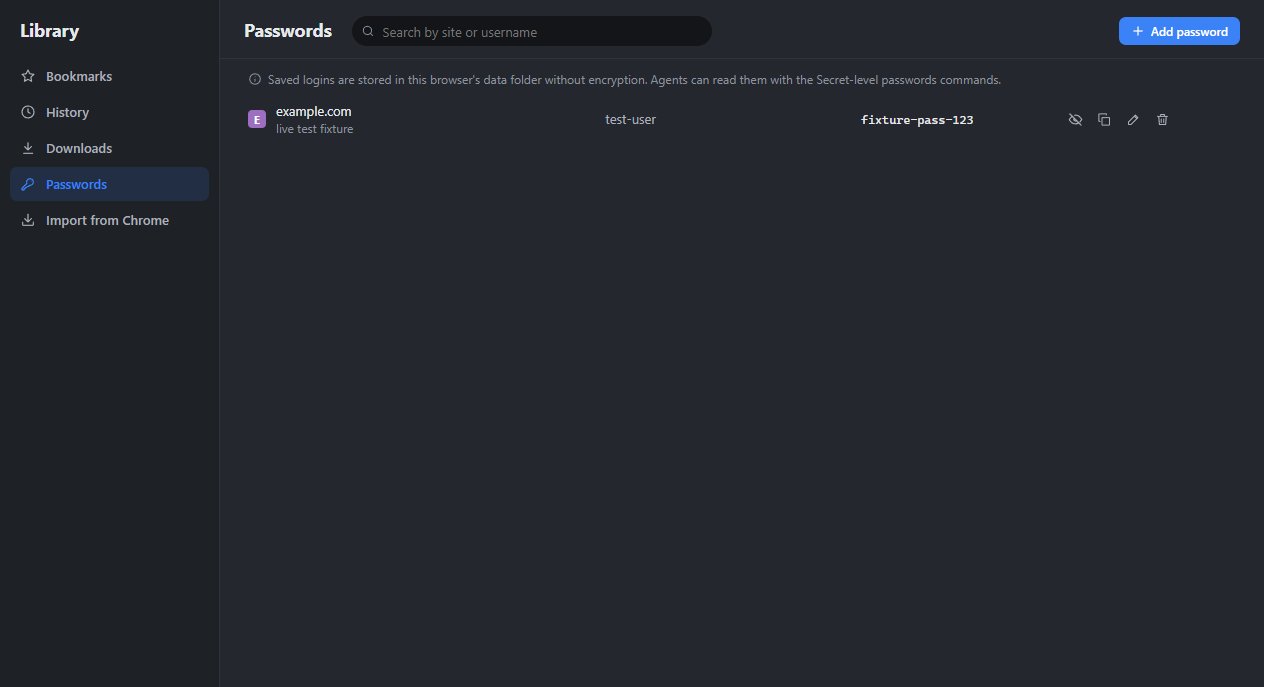 Library
Bookmarks
History
Downloads
Passwords
Import from Chrome
Passwords
Search by site or username
Add password
Saved logins are stored in this browser's data folder without encryption. Agents can read them with the Secret-level passwords commands.
E
example.com
live test fixture
test-user
fixture-pass-123